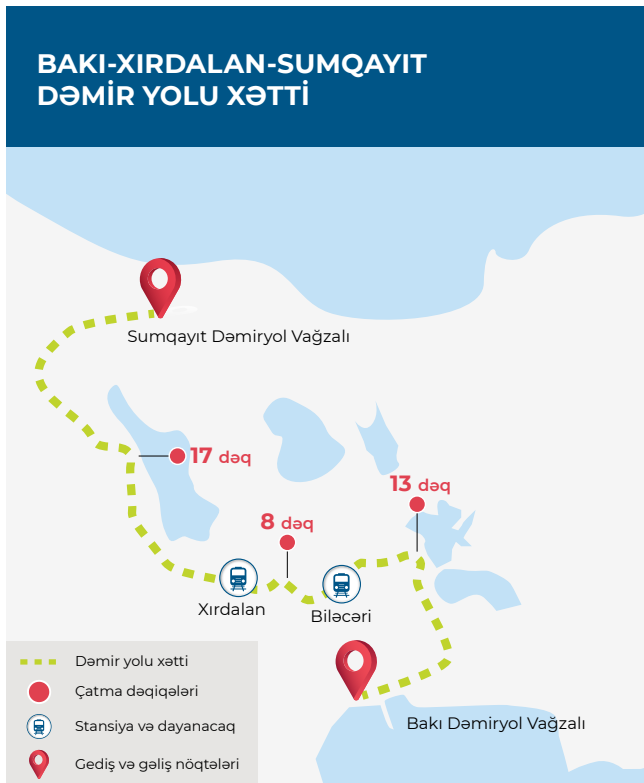 BAKI-XIRDALAN-SUMQAYIT
DƏMİR YOLU XƏTTİ
Sumqayıt Dəmiryol Vağzalı
17 dəq
13 dəq
8 dəq
Xırdalan
Biləcəri
Bakı Dəmiryol Vağzalı
Dəmir yolu xətti
Çatma dəqiqələri
Stansiya və dayanacaq
Gediş və gəliş nöqtələri